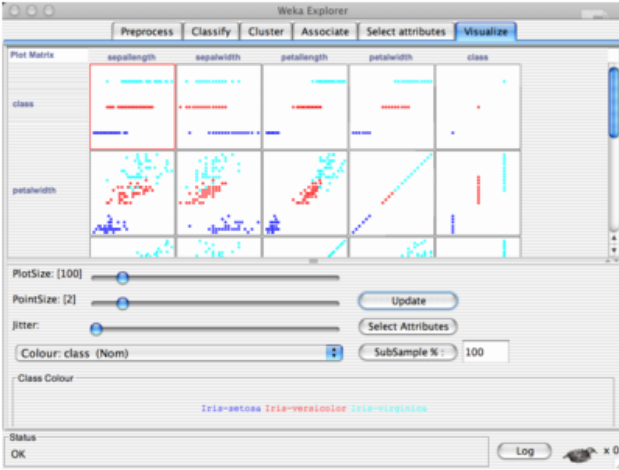 Weka Explorer
Preprocess Classify Cluster Associate Select attributes Visualize
Plot Matrix sepallength sepalwidth petallength petalwidth class
class
petalwidth
PlotSize: [100]
PointSize: [2] Update
Jitter: Select Attributes
Colour: class (Nom) SubSample % : 100
Class Colour
Iris-setosa Iris-versicolor Iris-virginica
Status
OK Log x 0